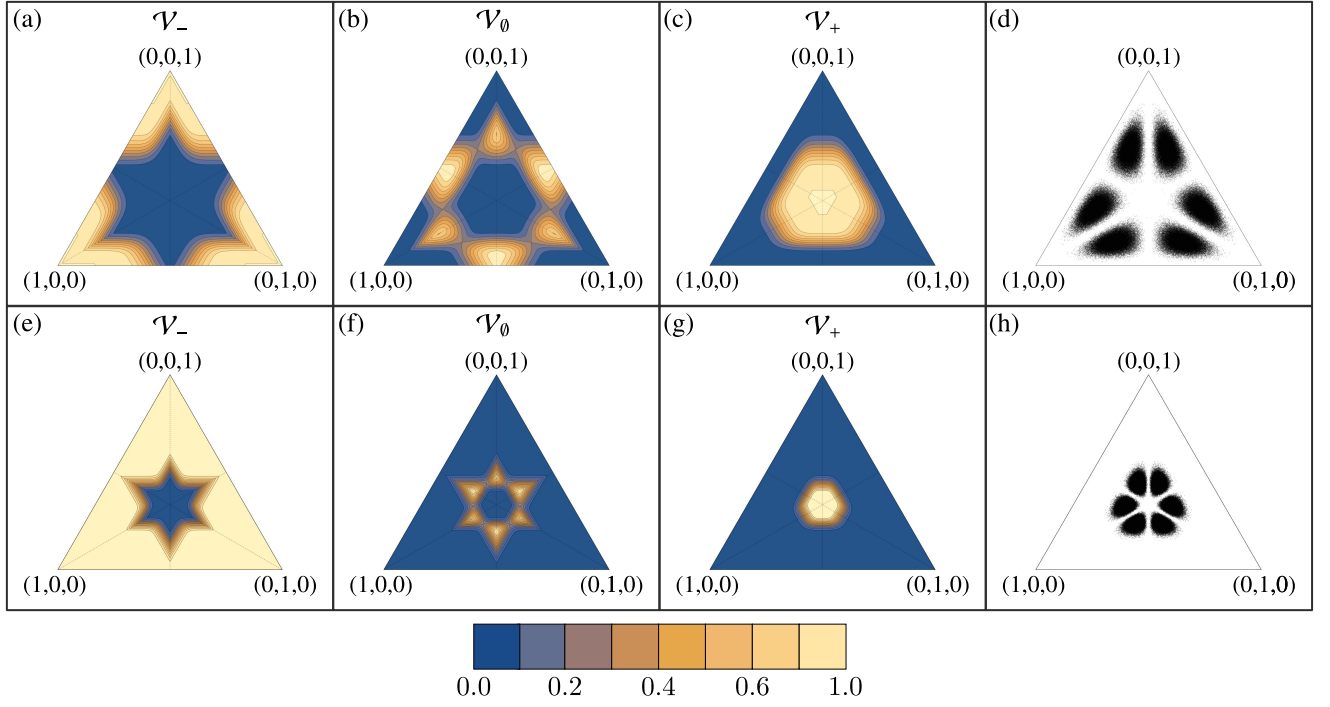 (a) 𝒱₋ (b) 𝒱∅ (c) 𝒱₊ (d)
(0,0,1) (0,0,1) (0,0,1) (0,0,1)
(1,0,0) (0,1,0) (1,0,0) (0,1,0) (1,0,0) (0,1,0) (1,0,0) (0,1,0)
(e) 𝒱₋ (f) 𝒱∅ (g) 𝒱₊ (h)
(0,0,1) (0,0,1) (0,0,1) (0,0,1)
(1,0,0) (0,1,0) (1,0,0) (0,1,0) (1,0,0) (0,1,0) (1,0,0) (0,1,0)
0.0 0.2 0.4 0.6 1.0